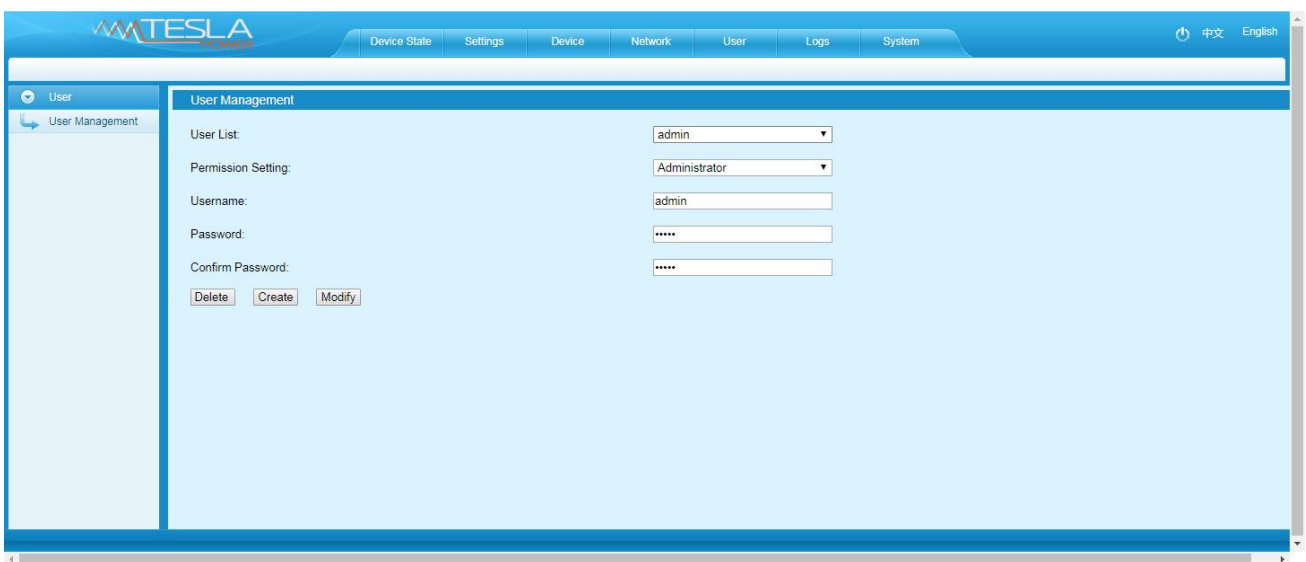 TESLA
POWER
Device State Settings Device Network User Logs System
中文 English
User
User Management
User Management
User List: admin
Permission Setting: Administrator
Username: admin
Password: •••••
Confirm Password: •••••
Delete Create Modify